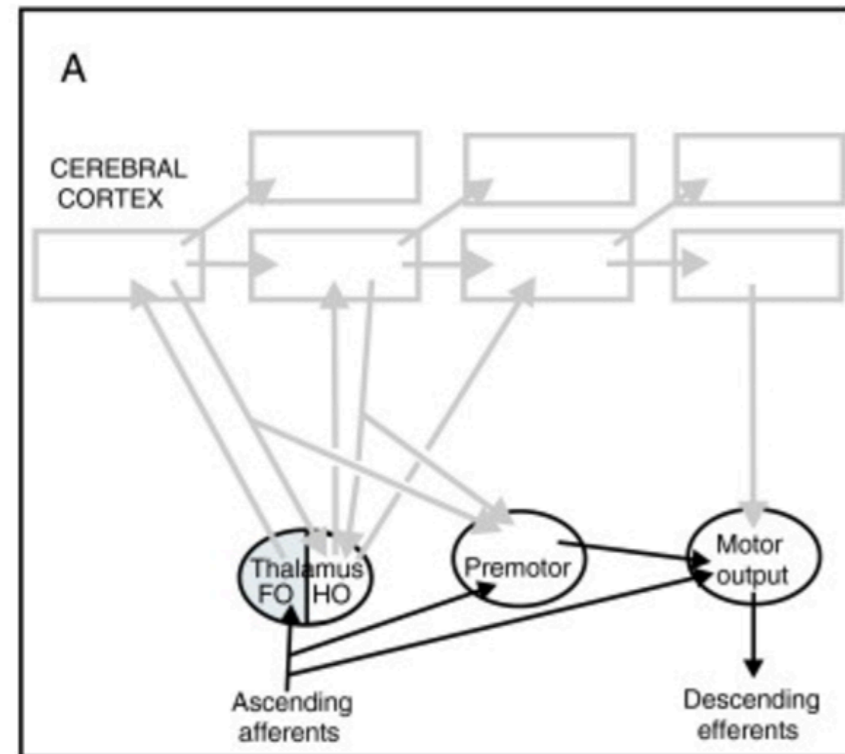 A
CEREBRAL
CORTEX
Thalamus
FO HO
Premotor
Motor
output
Ascending
afferents
Descending
efferents